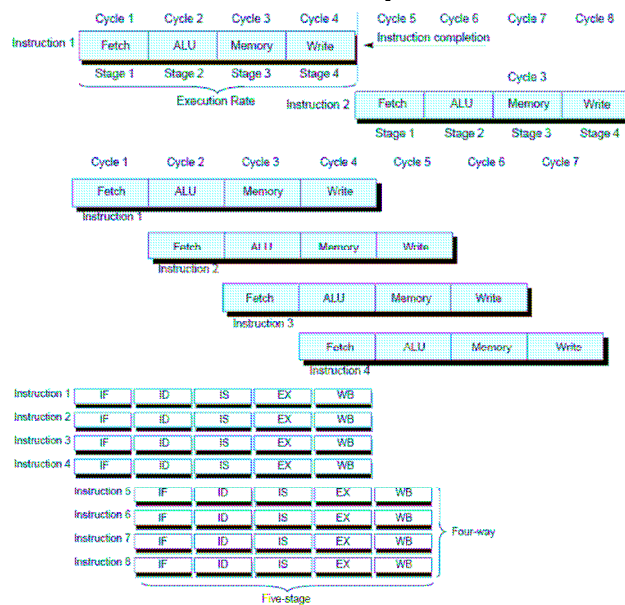 Cycle 1 Cycle 2 Cycle 3 Cycle 4 Cycle 5 Cycle 6 Cycle 7 Cycle 8
Instruction 1 Fetch ALU Memory Write Instruction completion
Stage 1 Stage 2 Stage 3 Stage 4
Cycle 3
Execution Rate
Instruction 2 Fetch ALU Memory Write
Stage 1 Stage 2 Stage 3 Stage 4
Cycle 1 Cycle 2 Cycle 3 Cycle 4 Cycle 5 Cycle 6 Cycle 7
Fetch ALU Memory Write
Instruction 1
Fetch ALU Memory Write
Instruction 2
Fetch ALU Memory Write
Instruction 3
Fetch ALU Memory Write
Instruction 4
Instruction 1 IF ID IS EX WB
Instruction 2 IF ID IS EX WB
Instruction 3 IF ID IS EX WB
Instruction 4 IF ID IS EX WB
Instruction 5 IF ID IS EX WB
Instruction 6 IF ID IS EX WB
Four-way
Instruction 7 IF ID IS EX WB
Instruction 8 IF ID IS EX WB
Five-stage